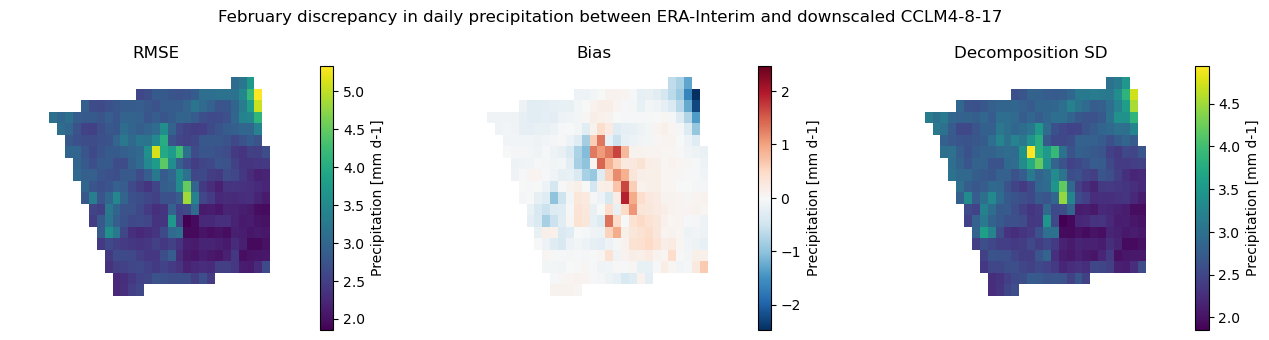 February discrepancy in daily precipitation between ERA-Interim and downscaled CCLM4-8-17
RMSE
Bias
Decomposition SD
5.0
4.5
4.0
3.5
3.0
2.5
2.0
Precipitation [mm d-1]
2
1
0
−1
−2
Precipitation [mm d-1]
4.5
4.0
3.5
3.0
2.5
2.0
Precipitation [mm d-1]